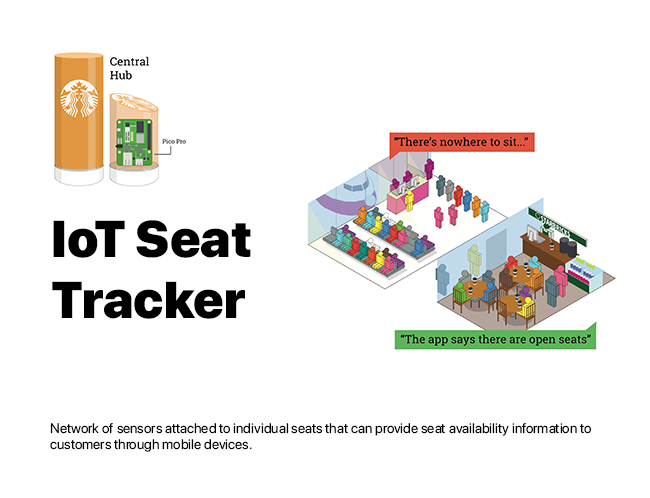 Central
Hub
Pico Pro
"There's nowhere to sit..."
STARBUCKS
IoT Seat
Tracker
"The app says there are open seats"
Network of sensors attached to individual seats that can provide seat availability information to
customers through mobile devices.